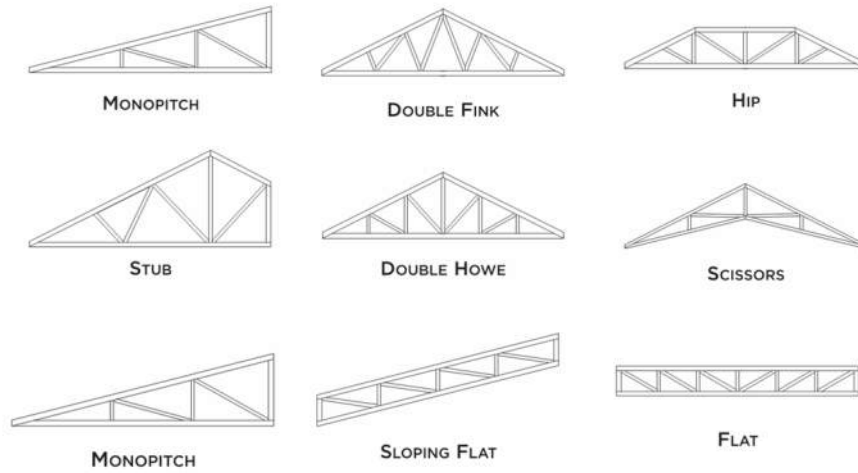 MONOPITCH
DOUBLE FINK
HIP
STUB
DOUBLE HOWE
SCISSORS
MONOPITCH
SLOPING FLAT
FLAT